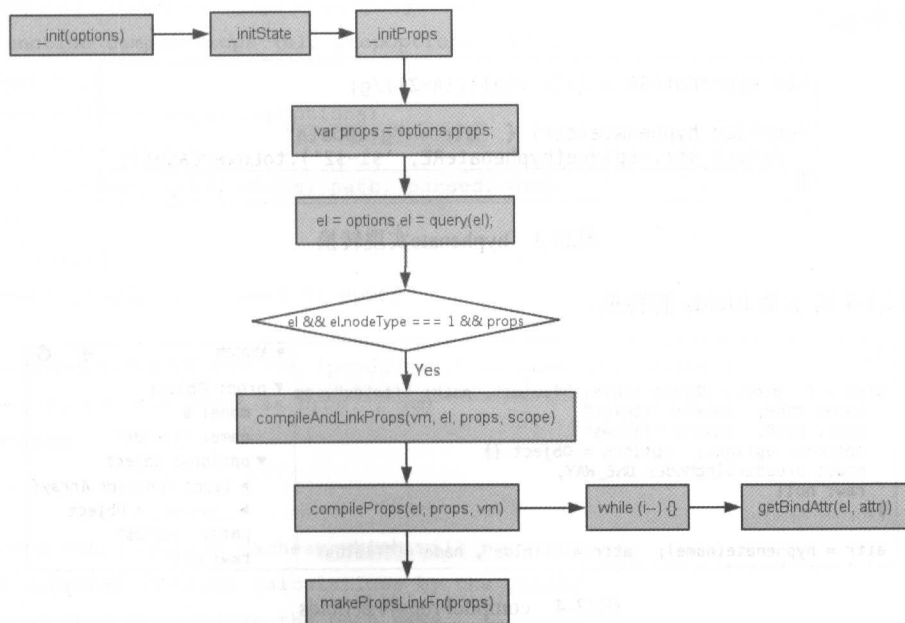 _init(options)
_initState
_initProps
var props = options.props;
el = options.el = query(el);
el && el.nodeType === 1 && props
Yes
compileAndLinkProps(vm, el, props, scope)
compileProps(el, props, vm)
while (i--) {}
getBindAttr(el, attr))
makePropsLinkFn(props)